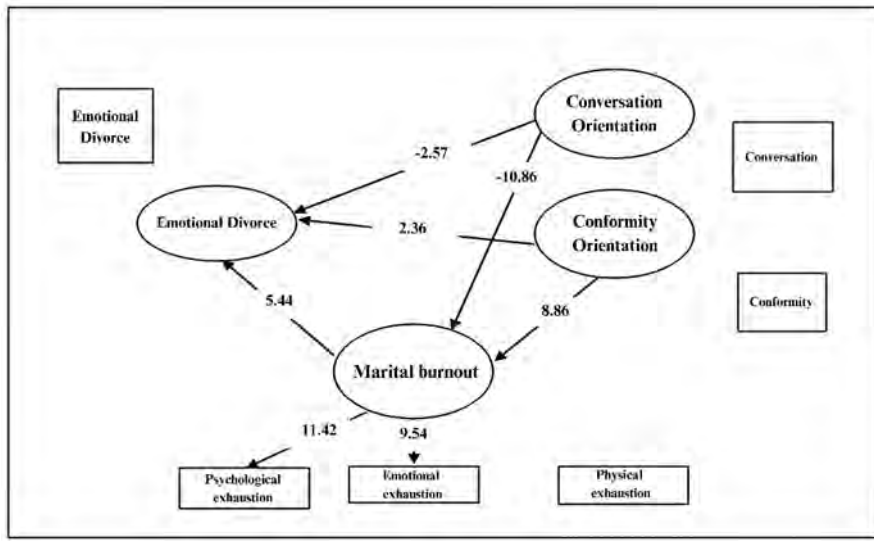 Conversation
Orientation
Emotional
Divorce
-2.57
Conversation
-10.86
Emotional Divorce
2.36
Conformity
Orientation
5.44
8.86
Conformity
Marital burnout
11.42
9.54
Psychological
exhaustion
Emotional
exhaustion
Physical
exhaustion